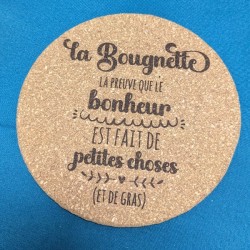 La Bougnette
LA PREUVE QUE LE
bonheur
EST FAIT DE
petites choses
(ET DE GRAS)